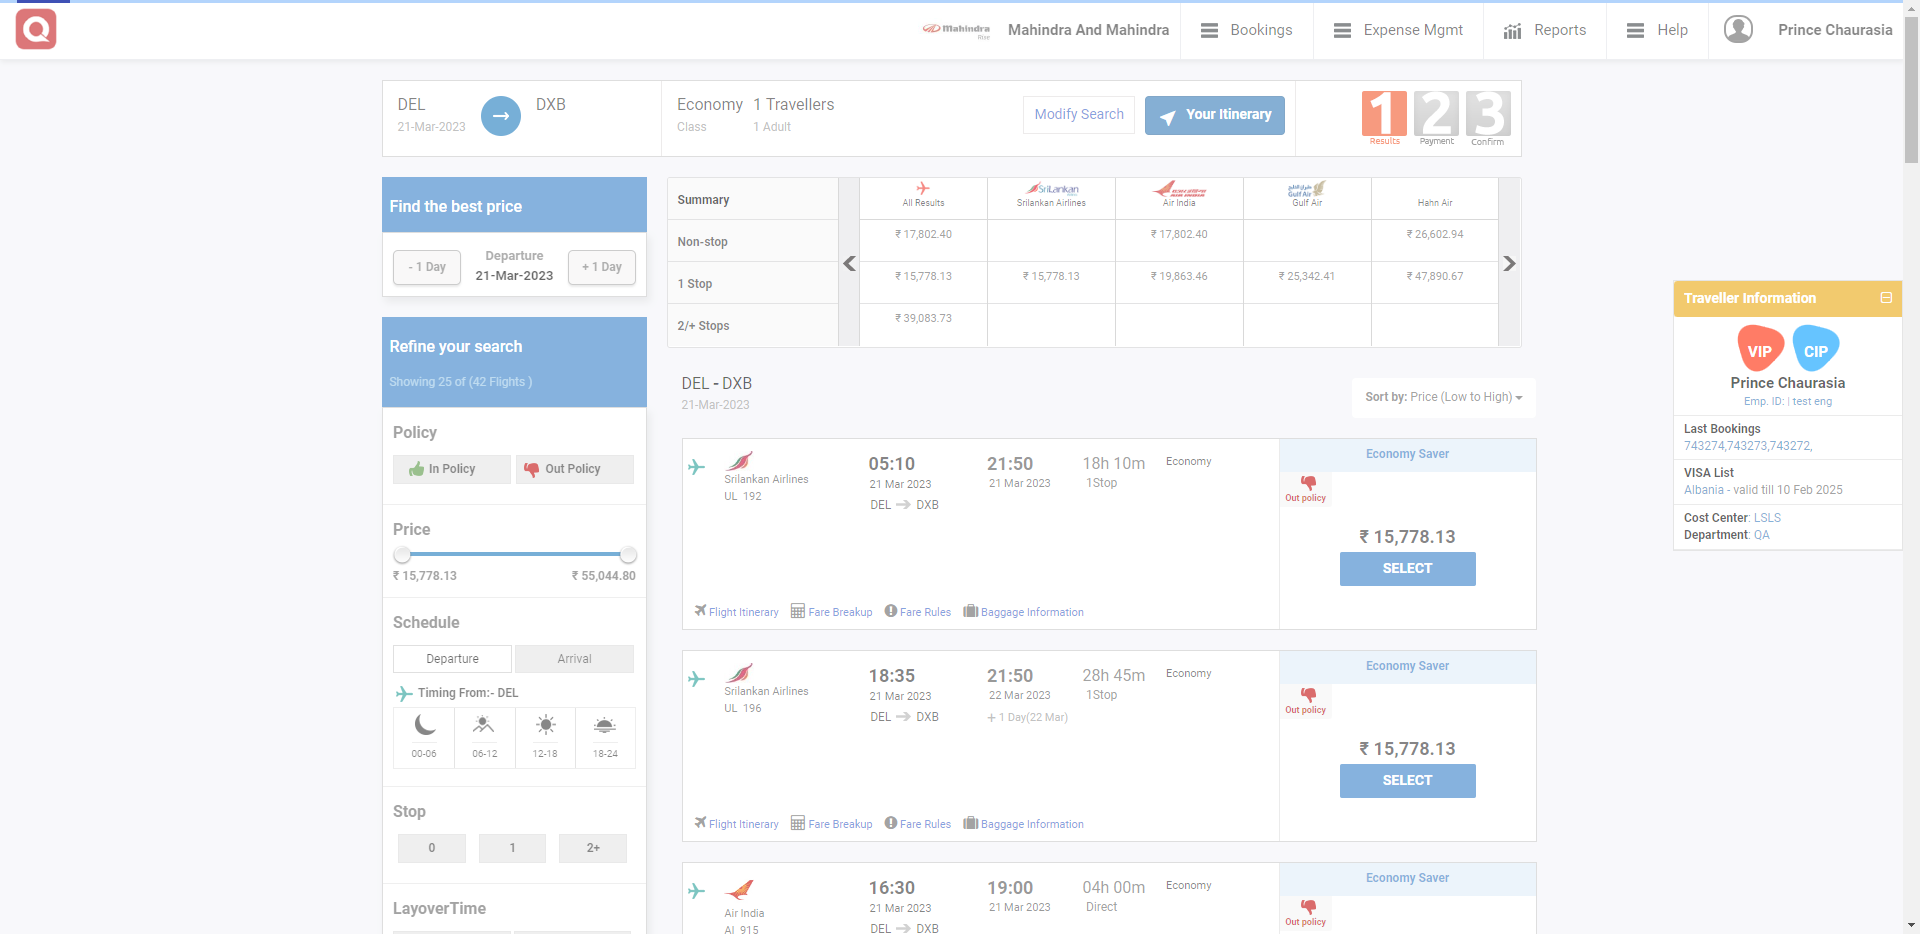 Mahindra Rise
Mahindra And Mahindra
Bookings
Expense Mgmt
Reports
Help
Prince Chaurasia
DEL
21-Mar-2023
DXB
Economy
Class
1 Travellers
1 Adult
Modify Search
Your Itinerary
1 2 3
Results Payment Confirm
Find the best price
- 1 Day
Departure
21-Mar-2023
+ 1 Day
Refine your search
Showing 25 of (42 Flights )
Policy
In Policy
Out Policy
Price
₹ 15,778.13
₹ 55,044.80
Schedule
Departure
Arrival
Timing From:- DEL
00-06
06-12
12-18
18-24
Stop
0
1
2+
LayoverTime
Summary
All Results
SriLankan
Srilankan Airlines
Air India
Gulf Air
Gulf Air
Hahn Air
Non-stop
₹ 17,802.40
₹ 17,802.40
₹ 26,602.94
1 Stop
₹ 15,778.13
₹ 15,778.13
₹ 19,863.46
₹ 25,342.41
₹ 47,890.67
2/+ Stops
₹ 39,083.73
DEL - DXB
21-Mar-2023
Sort by: Price (Low to High)
Srilankan Airlines
UL 192
05:10
21 Mar 2023
DEL DXB
21:50
21 Mar 2023
18h 10m
1Stop
Economy
Economy Saver
Out policy
₹ 15,778.13
SELECT
Flight Itinerary
Fare Breakup
Fare Rules
Baggage Information
Srilankan Airlines
UL 196
18:35
21 Mar 2023
DEL DXB
21:50
22 Mar 2023
+ 1 Day(22 Mar)
28h 45m
1Stop
Economy
Economy Saver
Out policy
₹ 15,778.13
SELECT
Flight Itinerary
Fare Breakup
Fare Rules
Baggage Information
Air India
AI 915
16:30
21 Mar 2023
DEL DXB
19:00
21 Mar 2023
04h 00m
Direct
Economy
Economy Saver
Out policy
Traveller Information
VIP
CIP
Prince Chaurasia
Emp. ID: | test eng
Last Bookings
743274,743273,743272,
VISA List
Albania - valid till 10 Feb 2025
Cost Center: LSLS
Department: QA